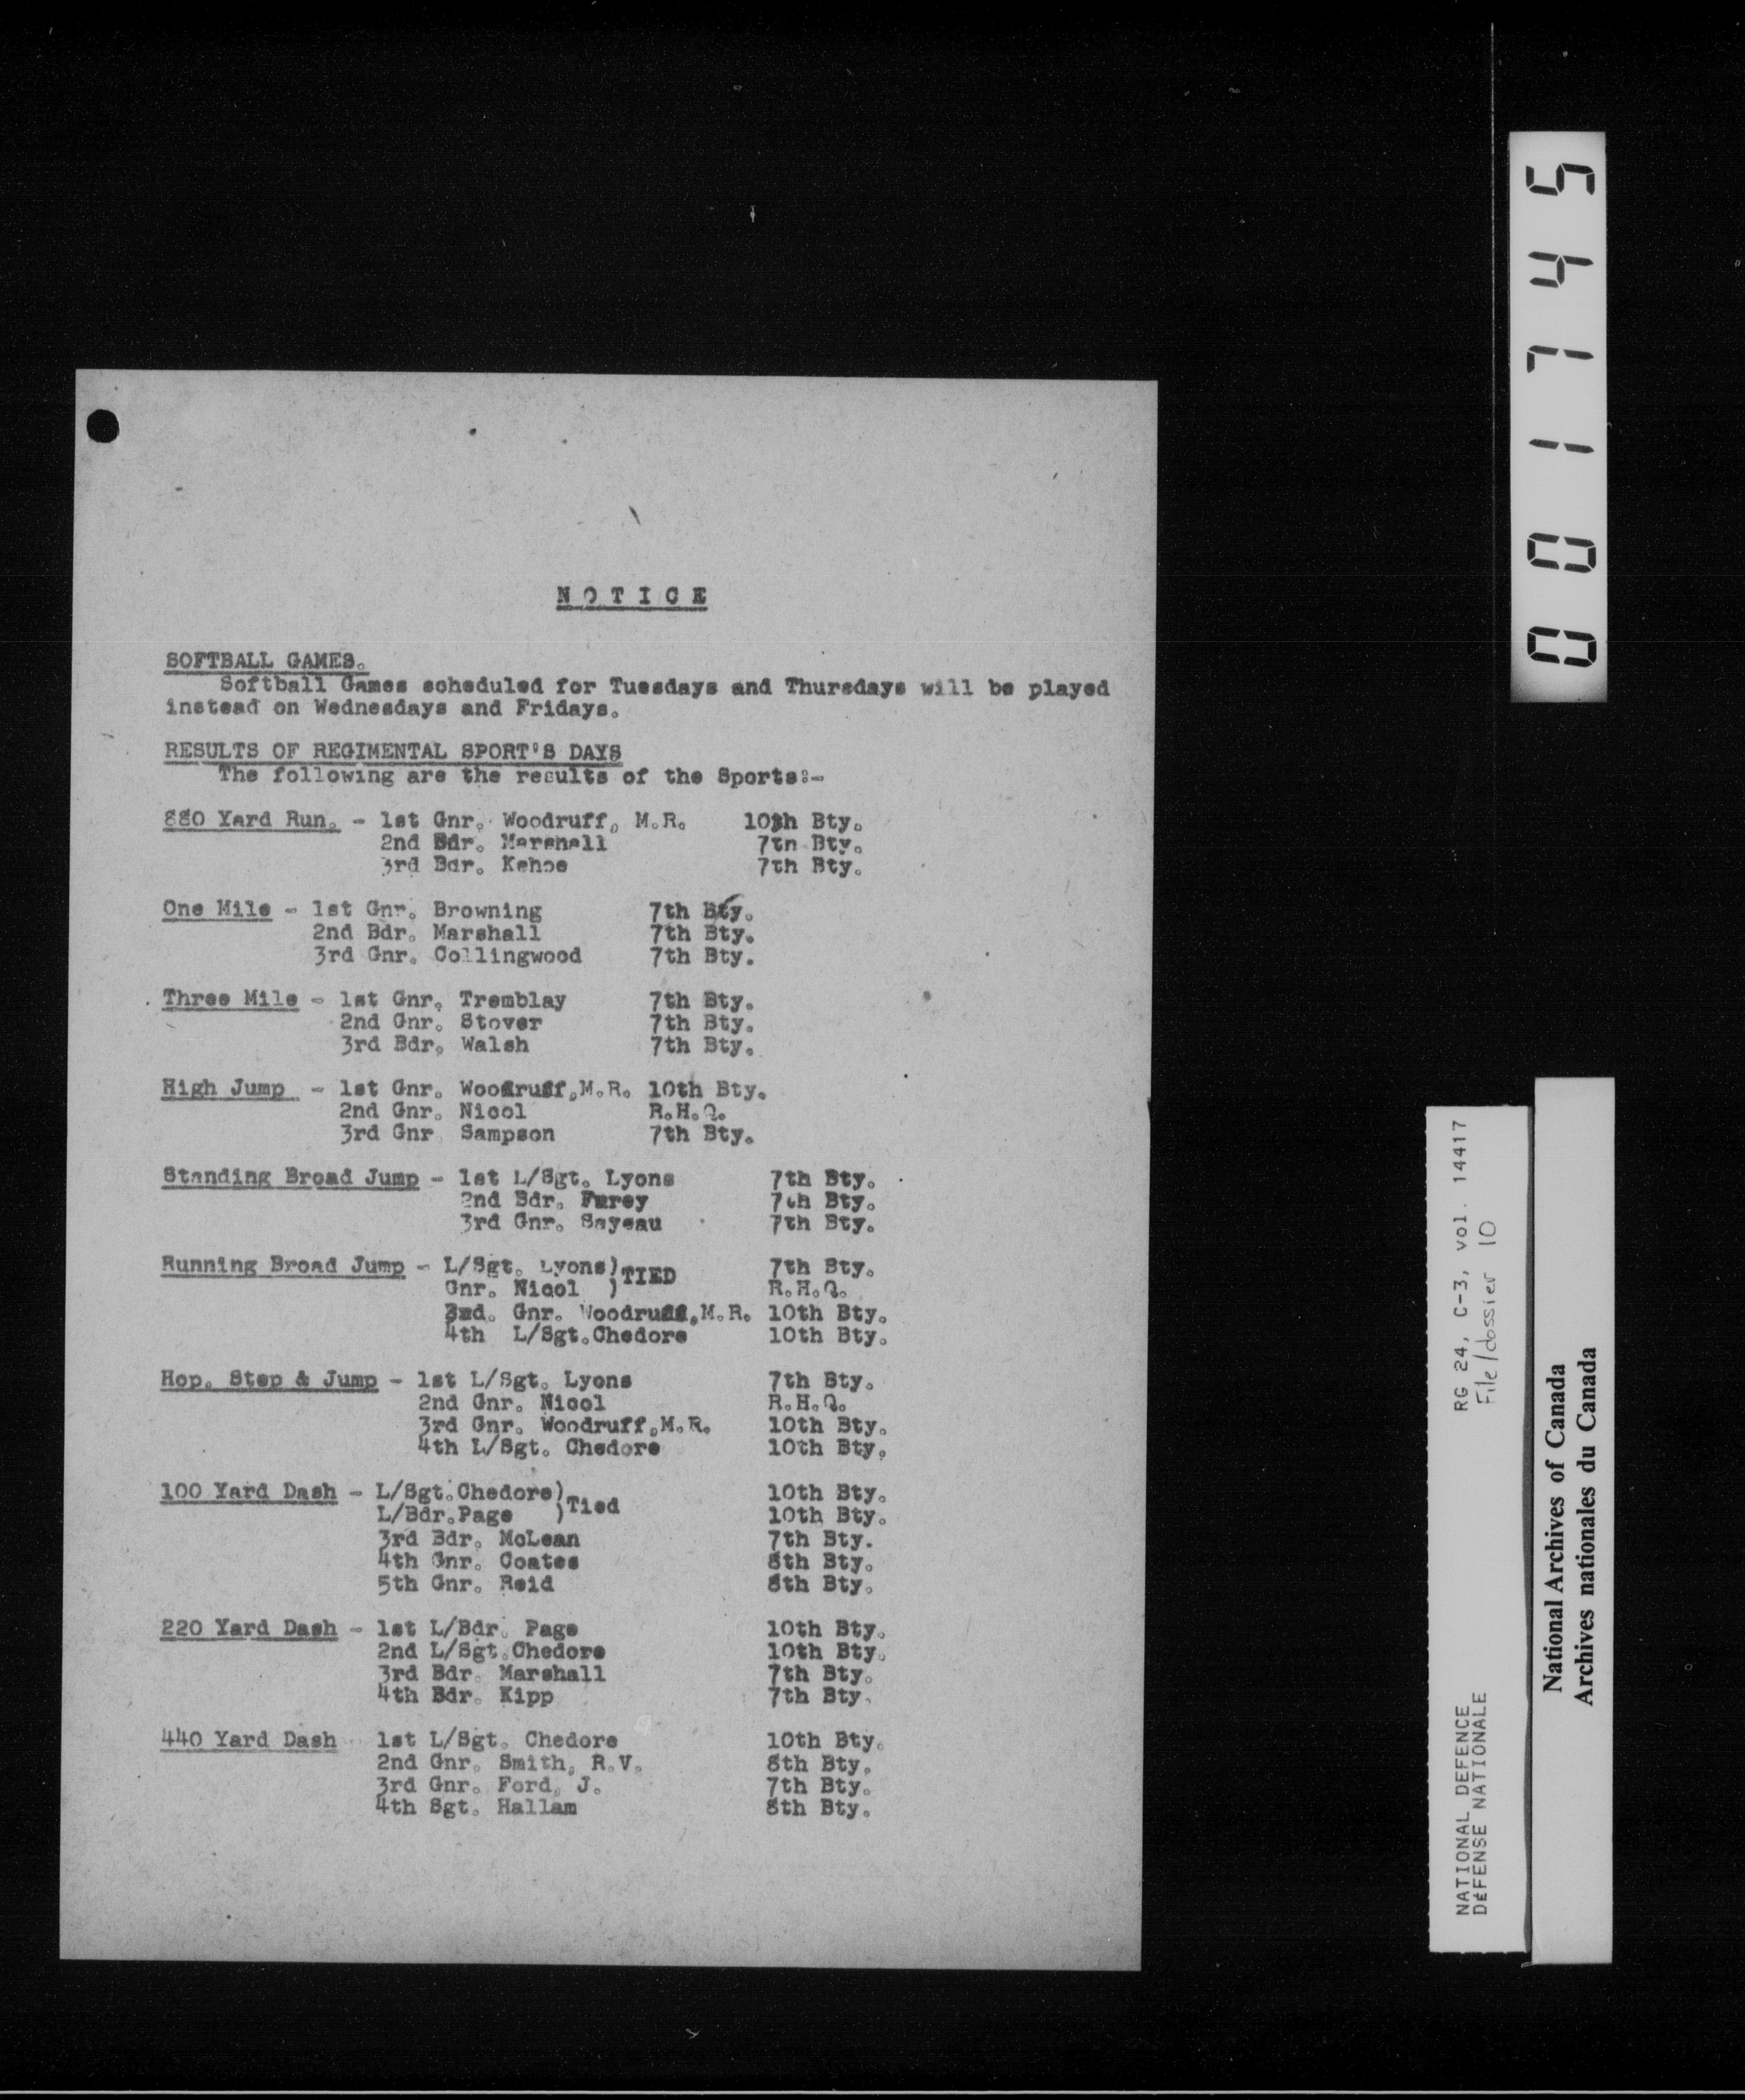 N O T I C E
SOFTBALL GAMES.
Softball Games scheduled for Tuesdays and Thursdays will be played
instead on Wednesdays and Fridays.
RESULTS OF REGIMENTAL SPORT'S DAYS
The following are the results of the Sports:-
880 Yard Run. - 1st Gnr. Woodruff, M.R. 10th Bty.
2nd Bdr. Marshall 7th Bty.
3rd Bdr. Kehoe 7th Bty.
One Mile - 1st Gnr. Browning 7th Bty.
2nd Bdr. Marshall 7th Bty.
3rd Gnr. Collingwood 7th Bty.
Three Mile - 1st Gnr. Tremblay 7th Bty.
2nd Gnr. Stover 7th Bty.
3rd Bdr. Walsh 7th Bty.
High Jump - 1st Gnr. Woodruff,M.R. 10th Bty.
2nd Gnr. Nicol R.H.Q.
3rd Gnr Sampson 7th Bty.
Standing Broad Jump - 1st L/Sgt. Lyons 7th Bty.
2nd Bdr. Furey 7th Bty.
3rd Gnr. Sayeau 7th Bty.
Running Broad Jump - L/Sgt. Lyons) TIED 7th Bty.
Gnr. Nicol ) R.H.Q.
3rd. Gnr. Woodruff,M.R. 10th Bty.
4th L/Sgt.Chedore 10th Bty.
Hop. Step & Jump - 1st L/Sgt. Lyons 7th Bty.
2nd Gnr. Nicol R.H.Q.
3rd Gnr. Woodruff,M.R. 10th Bty.
4th L/Sgt. Chedore 10th Bty.
100 Yard Dash - L/Sgt.Chedore) Tied 10th Bty.
L/Bdr.Page ) 10th Bty.
3rd Bdr. McLean 7th Bty.
4th Gnr. Coates 8th Bty.
5th Gnr. Reid 8th Bty.
220 Yard Dash - 1st L/Bdr. Page 10th Bty.
2nd L/Sgt.Chedore 10th Bty.
3rd Bdr. Marshall 7th Bty.
4th Bdr. Kipp 7th Bty.
440 Yard Dash 1st L/Sgt. Chedore 10th Bty.
2nd Gnr. Smith, R.V. 8th Bty.
3rd Gnr. Ford, J. 7th Bty.
4th Sgt. Hallam 8th Bty.
001745
NATIONAL DEFENCE RG 24, C-3, vol. 14417
DÉFENSE NATIONALE File/dossier 10
National Archives of Canada
Archives nationales du Canada